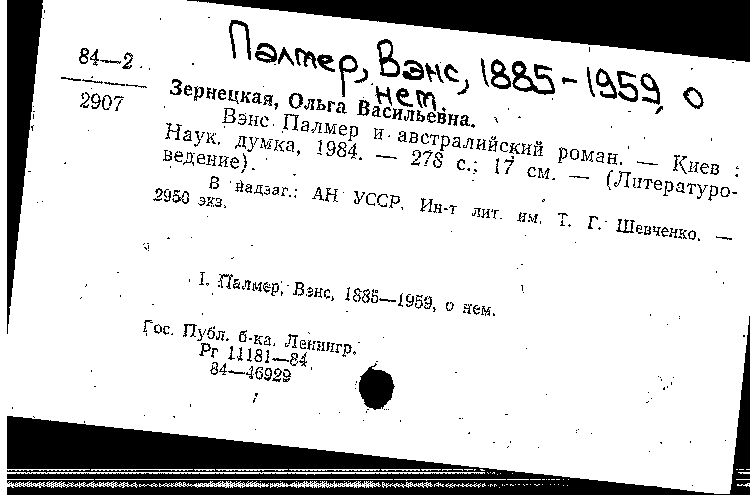 Палмер, Вэнс, 1885-1959, о
нем.
84—2
2907
Зернецкая, Ольга Васильевна.
Вэнс Палмер и австралийский роман. — Киев :
Наук. думка, 1984. — 278 с.; 17 см. — (Литературо-
ведение).
В надзаг.: АН УССР, Ин-т лит. им. Т. Г. Шевченко. —
2950 экз.
I. Палмер, Вэнс, 1885—1959, о нем.
Гос. Публ. б-ка. Ленингр.
Рг 11181—84
84—46929